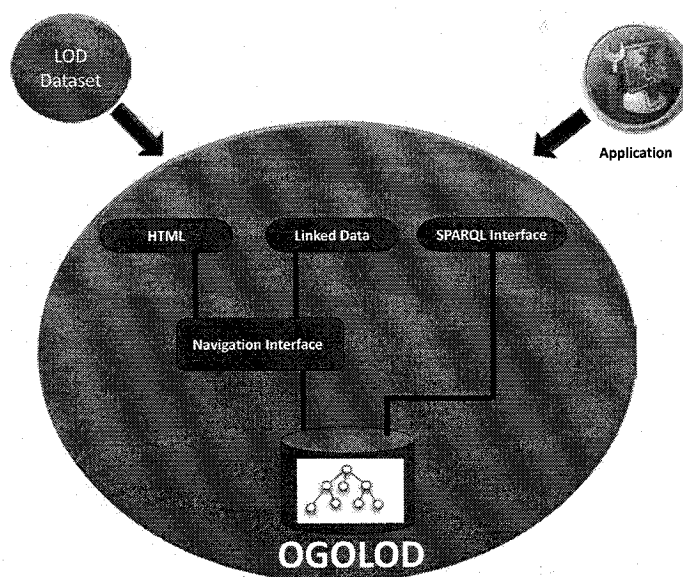 LOD
Dataset
Application
HTML
Linked Data
SPARQL Interface
Navigation Interface
OGOLOD